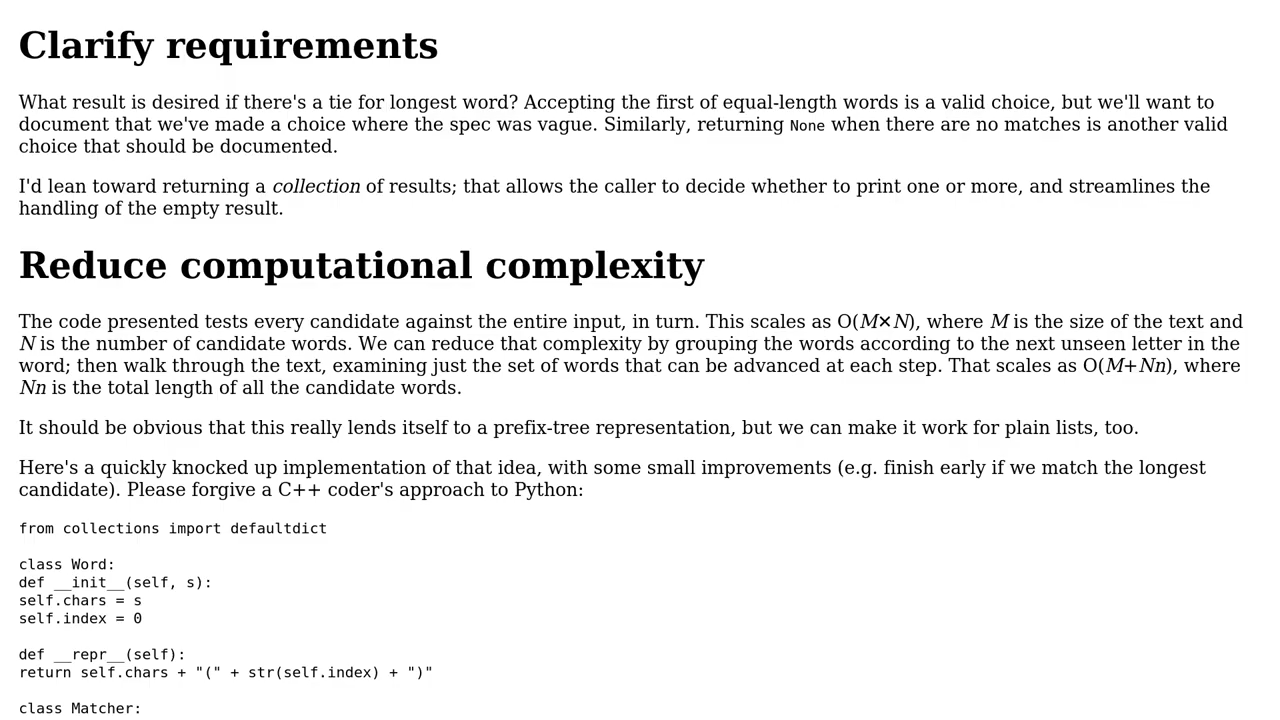 Clarify requirements
What result is desired if there's a tie for longest word? Accepting the first of equal-length words is a valid choice, but we'll want to
document that we've made a choice where the spec was vague. Similarly, returning None when there are no matches is another valid
choice that should be documented.
I'd lean toward returning a collection of results; that allows the caller to decide whether to print one or more, and streamlines the
handling of the empty result.
Reduce computational complexity
The code presented tests every candidate against the entire input, in turn. This scales as O(M×N), where M is the size of the text and
N is the number of candidate words. We can reduce that complexity by grouping the words according to the next unseen letter in the
word; then walk through the text, examining just the set of words that can be advanced at each step. That scales as O(M+Nn), where
Nn is the total length of all the candidate words.
It should be obvious that this really lends itself to a prefix-tree representation, but we can make it work for plain lists, too.
Here's a quickly knocked up implementation of that idea, with some small improvements (e.g. finish early if we match the longest
candidate). Please forgive a C++ coder's approach to Python:
from collections import defaultdict
class Word:
def __init__(self, s):
self.chars = s
self.index = 0
def __repr__(self):
return self.chars + "(" + str(self.index) + ")"
class Matcher: